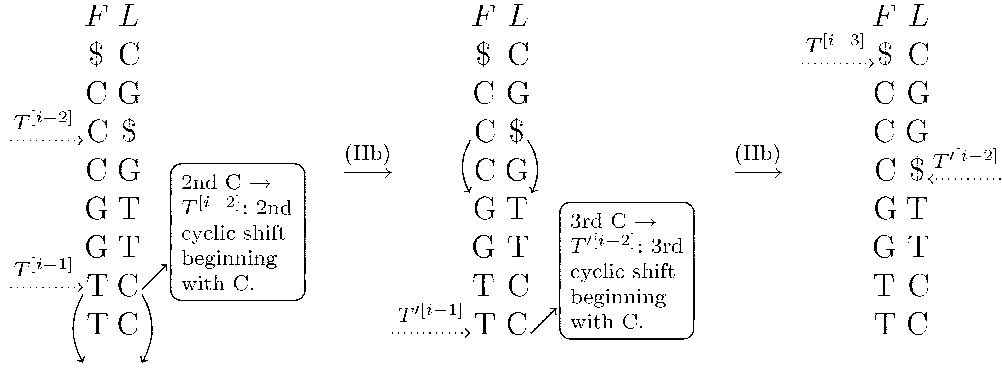 F L
$ C
C G
T[i−2]
C $
C G
G T
G T
T[i−1]
T C
T C
2nd C →
T[i 2]: 2nd
cyclic shift
beginning
with C.
(IIb)
F L
$ C
C G
C $
C G
G T
G T
T C
T′[i−1]
T C
3rd C →
T′[i−2]: 3rd
cyclic shift
beginning
with C.
(IIb)
F L
T[i 3]
$ C
C G
C G
C $
T′[i 2]
G T
G T
T C
T C